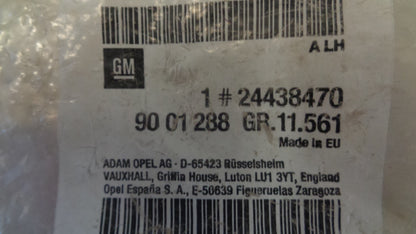 A LH
GM
1 # 24438470
90 01 288 GR.11.561
Made in EU
ADAM OPEL AG · D-65423 Rüsselsheim
VAUXHALL, Griffin House, Luton LU1 3YT, England
Opel España S. A., E-50639 Figueruelas Zaragoza